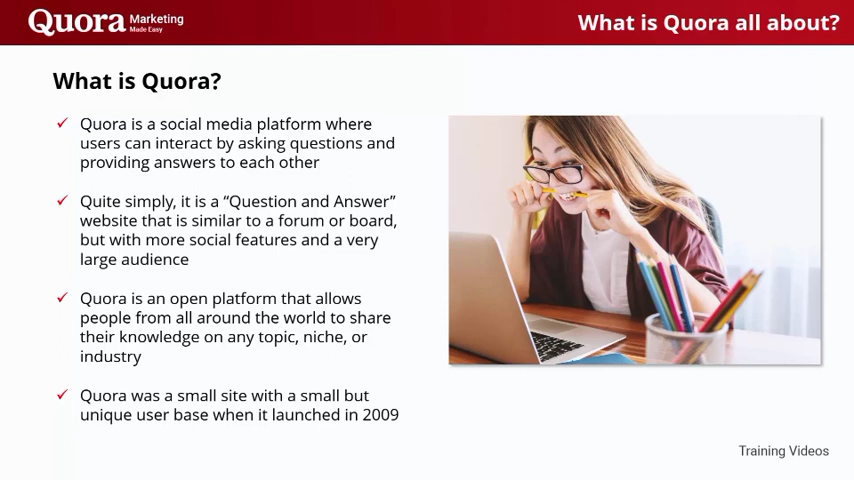 Quora Marketing
Made Easy
What is Quora all about?
What is Quora?
Quora is a social media platform where
users can interact by asking questions and
providing answers to each other
Quite simply, it is a “Question and Answer”
website that is similar to a forum or board,
but with more social features and a very
large audience
Quora is an open platform that allows
people from all around the world to share
their knowledge on any topic, niche, or
industry
Quora was a small site with a small but
unique user base when it launched in 2009
Training Videos